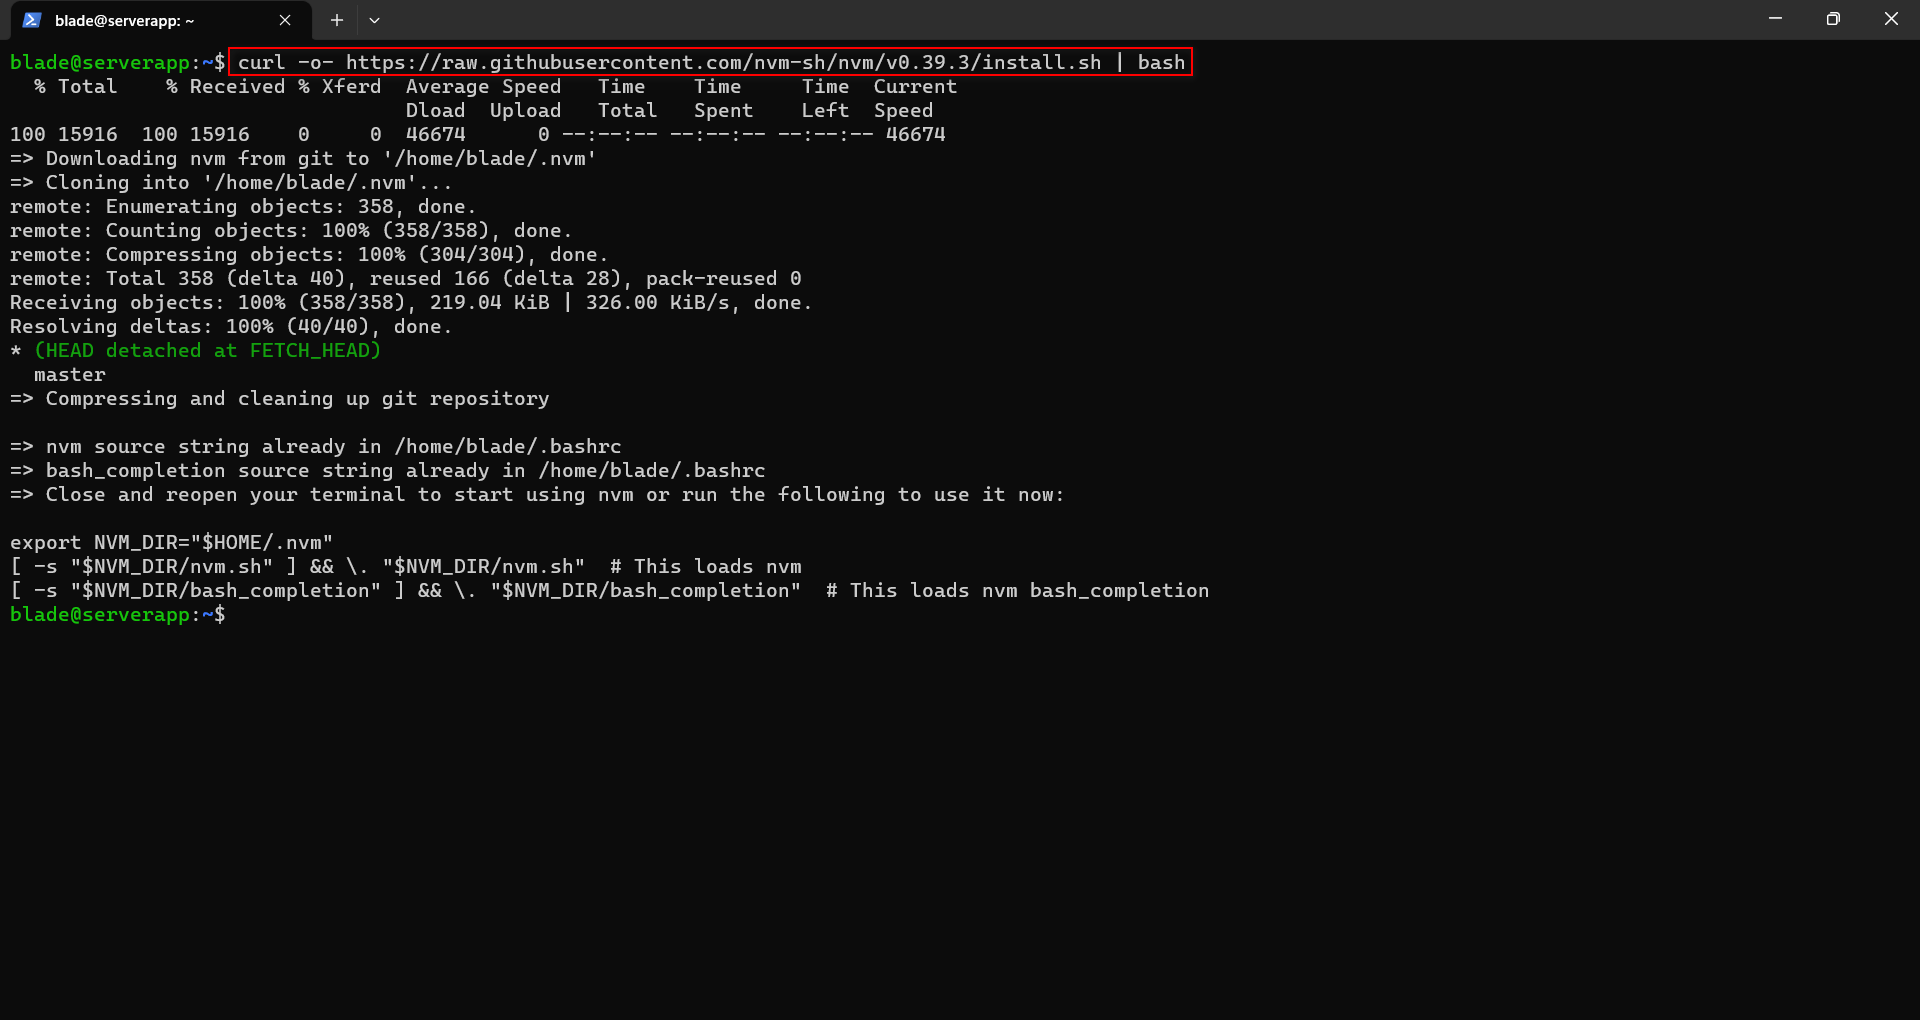 blade@serverapp: ~
blade@serverapp:~$ curl -o- https://raw.githubusercontent.com/nvm-sh/nvm/v0.39.3/install.sh | bash
  % Total    % Received % Xferd  Average Speed   Time    Time     Time  Current
                                 Dload  Upload   Total   Spent    Left  Speed
100 15916  100 15916    0     0  46674      0 --:--:-- --:--:-- --:--:-- 46674
=> Downloading nvm from git to '/home/blade/.nvm'
=> Cloning into '/home/blade/.nvm'...
remote: Enumerating objects: 358, done.
remote: Counting objects: 100% (358/358), done.
remote: Compressing objects: 100% (304/304), done.
remote: Total 358 (delta 40), reused 166 (delta 28), pack-reused 0
Receiving objects: 100% (358/358), 219.04 KiB | 326.00 KiB/s, done.
Resolving deltas: 100% (40/40), done.
* (HEAD detached at FETCH_HEAD)
  master
=> Compressing and cleaning up git repository

=> nvm source string already in /home/blade/.bashrc
=> bash_completion source string already in /home/blade/.bashrc
=> Close and reopen your terminal to start using nvm or run the following to use it now:

export NVM_DIR="$HOME/.nvm"
[ -s "$NVM_DIR/nvm.sh" ] && \. "$NVM_DIR/nvm.sh"  # This loads nvm
[ -s "$NVM_DIR/bash_completion" ] && \. "$NVM_DIR/bash_completion"  # This loads nvm bash_completion
blade@serverapp:~$